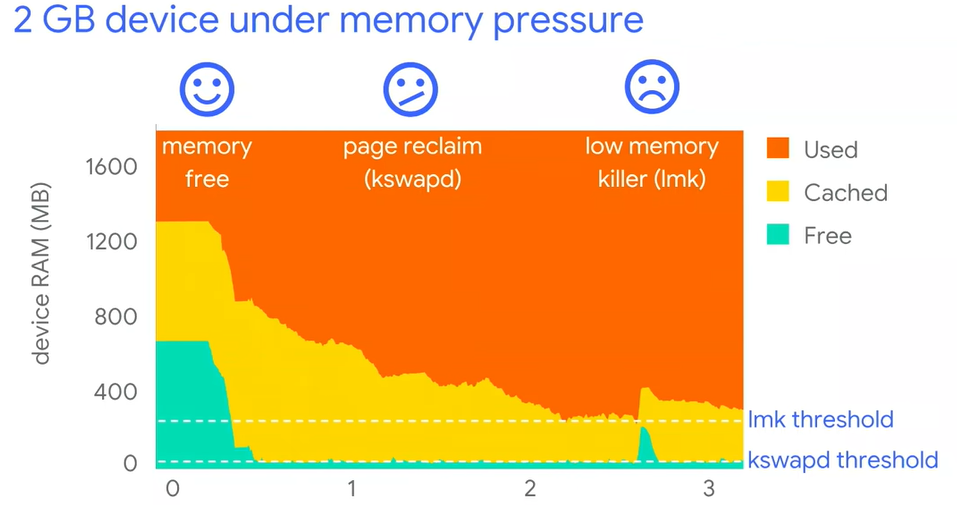 2 GB device under memory pressure
memory
free
page reclaim
(kswapd)
low memory
killer (lmk)
Used
Cached
Free
device RAM (MB)
1600
1200
800
400
0
lmk threshold
kswapd threshold
0 1 2 3